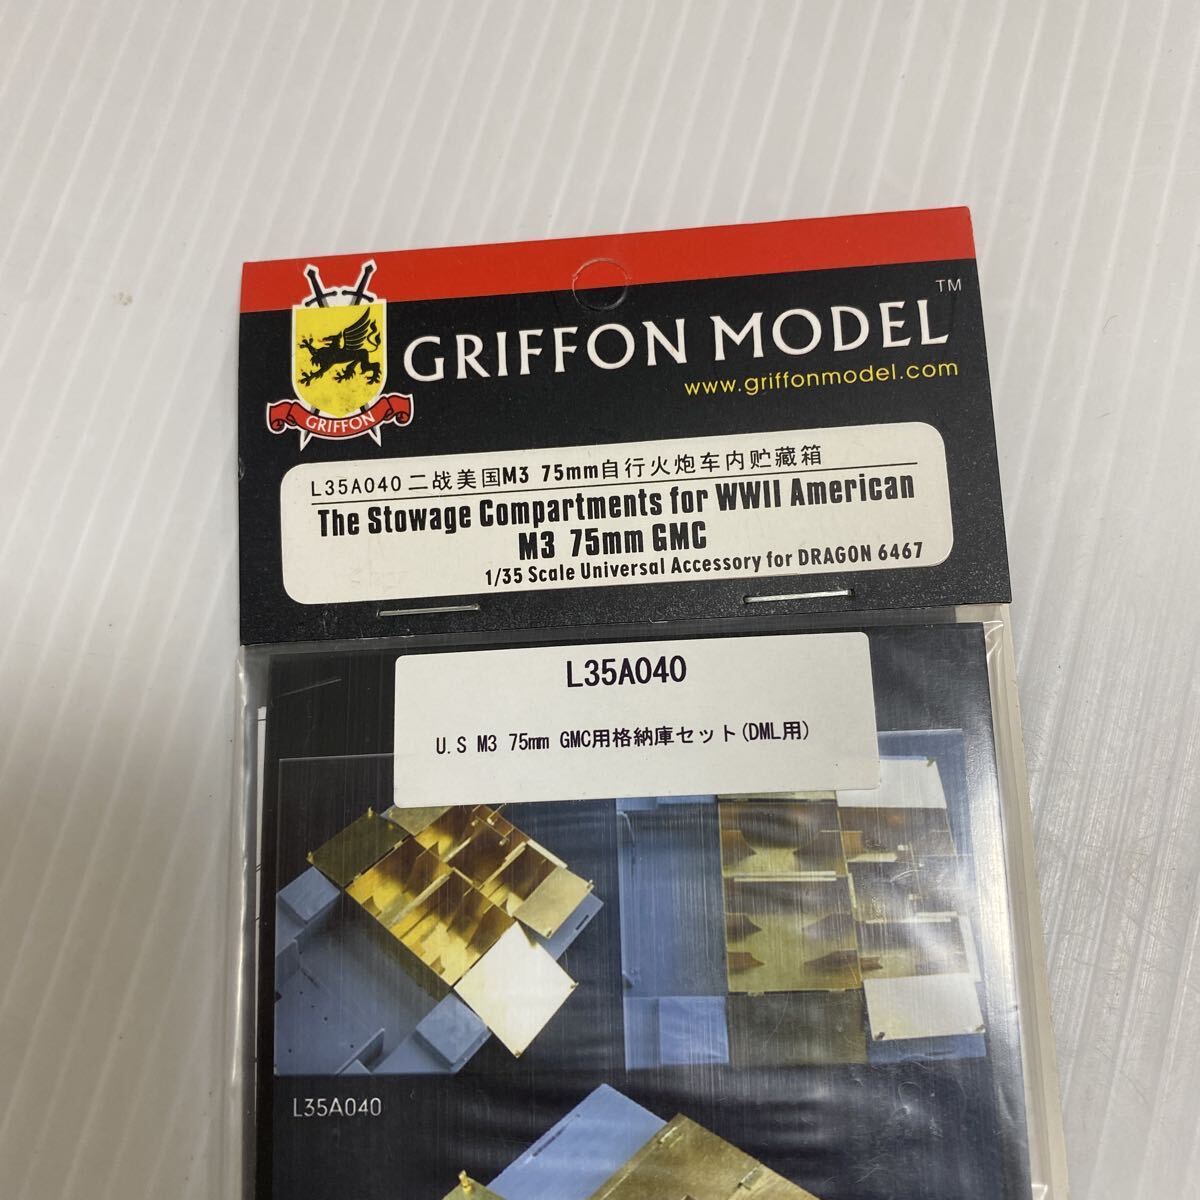 GRIFFON MODEL™
www.griffonmodel.com
GRIFFON
L35A040 二战美国M3 75mm自行火炮车内贮藏箱
The Stowage Compartments for WWII American
M3 75mm GMC
1/35 Scale Universal Accessory for DRAGON 6467
L35A040
U.S M3 75mm GMC用格納庫セット(DML用)
L35A040